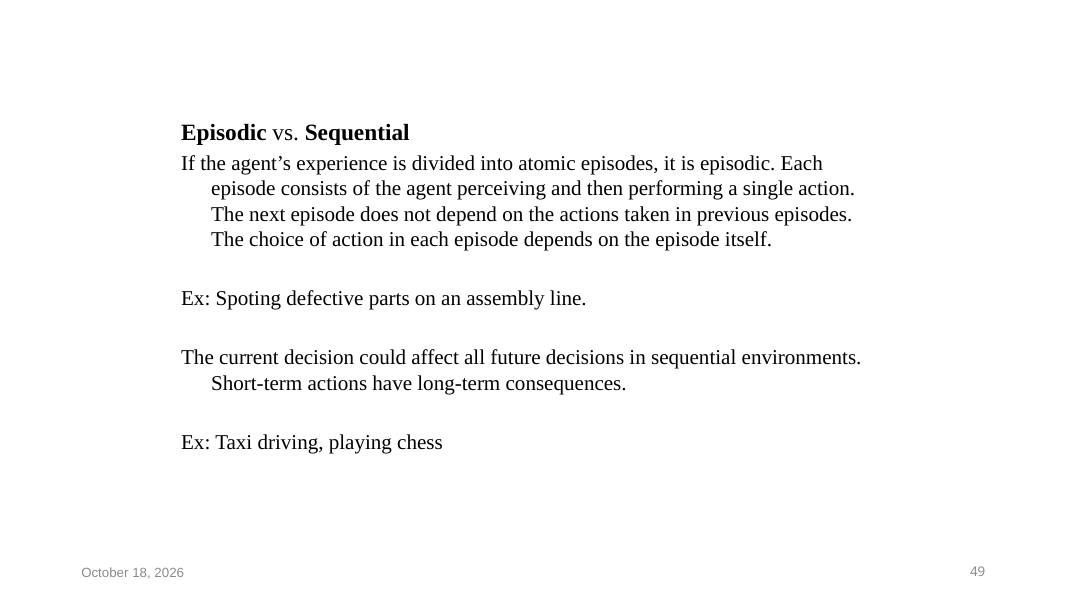 Episodic vs. Sequential
If the agent’s experience is divided into atomic episodes, it is episodic. Each
episode consists of the agent perceiving and then performing a single action.
The next episode does not depend on the actions taken in previous episodes.
The choice of action in each episode depends on the episode itself.
Ex: Spoting defective parts on an assembly line.
The current decision could affect all future decisions in sequential environments.
Short-term actions have long-term consequences.
Ex: Taxi driving, playing chess
October 18, 2026
49